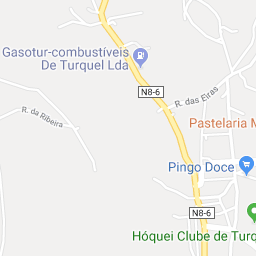 Gasotur-combustíveis
De Turquel Lda
N8-6
R. das Eiras
R. da Ribeira
Pastelaria M
Pingo Doce
N8-6
Hóquei Clube de Turq